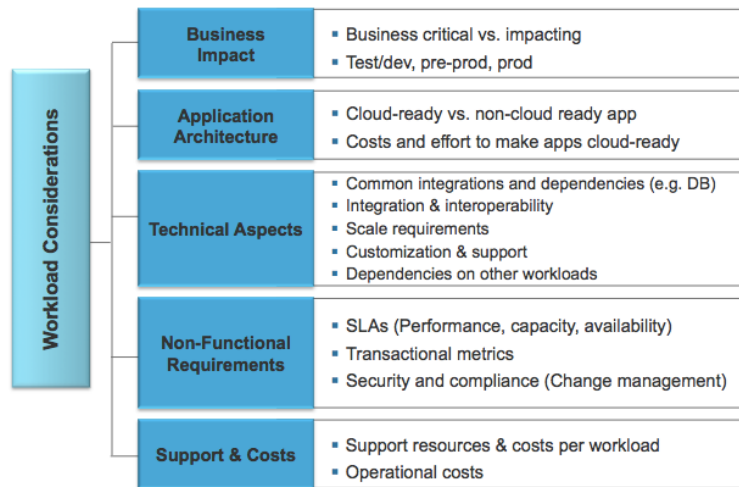 Workload Considerations
Business
Impact
Business critical vs. impacting
Test/dev, pre-prod, prod
Application
Architecture
Cloud-ready vs. non-cloud ready app
Costs and effort to make apps cloud-ready
Technical Aspects
Common integrations and dependencies (e.g. DB)
Integration & interoperability
Scale requirements
Customization & support
Dependencies on other workloads
Non-Functional
Requirements
SLAs (Performance, capacity, availability)
Transactional metrics
Security and compliance (Change management)
Support & Costs
Support resources & costs per workload
Operational costs